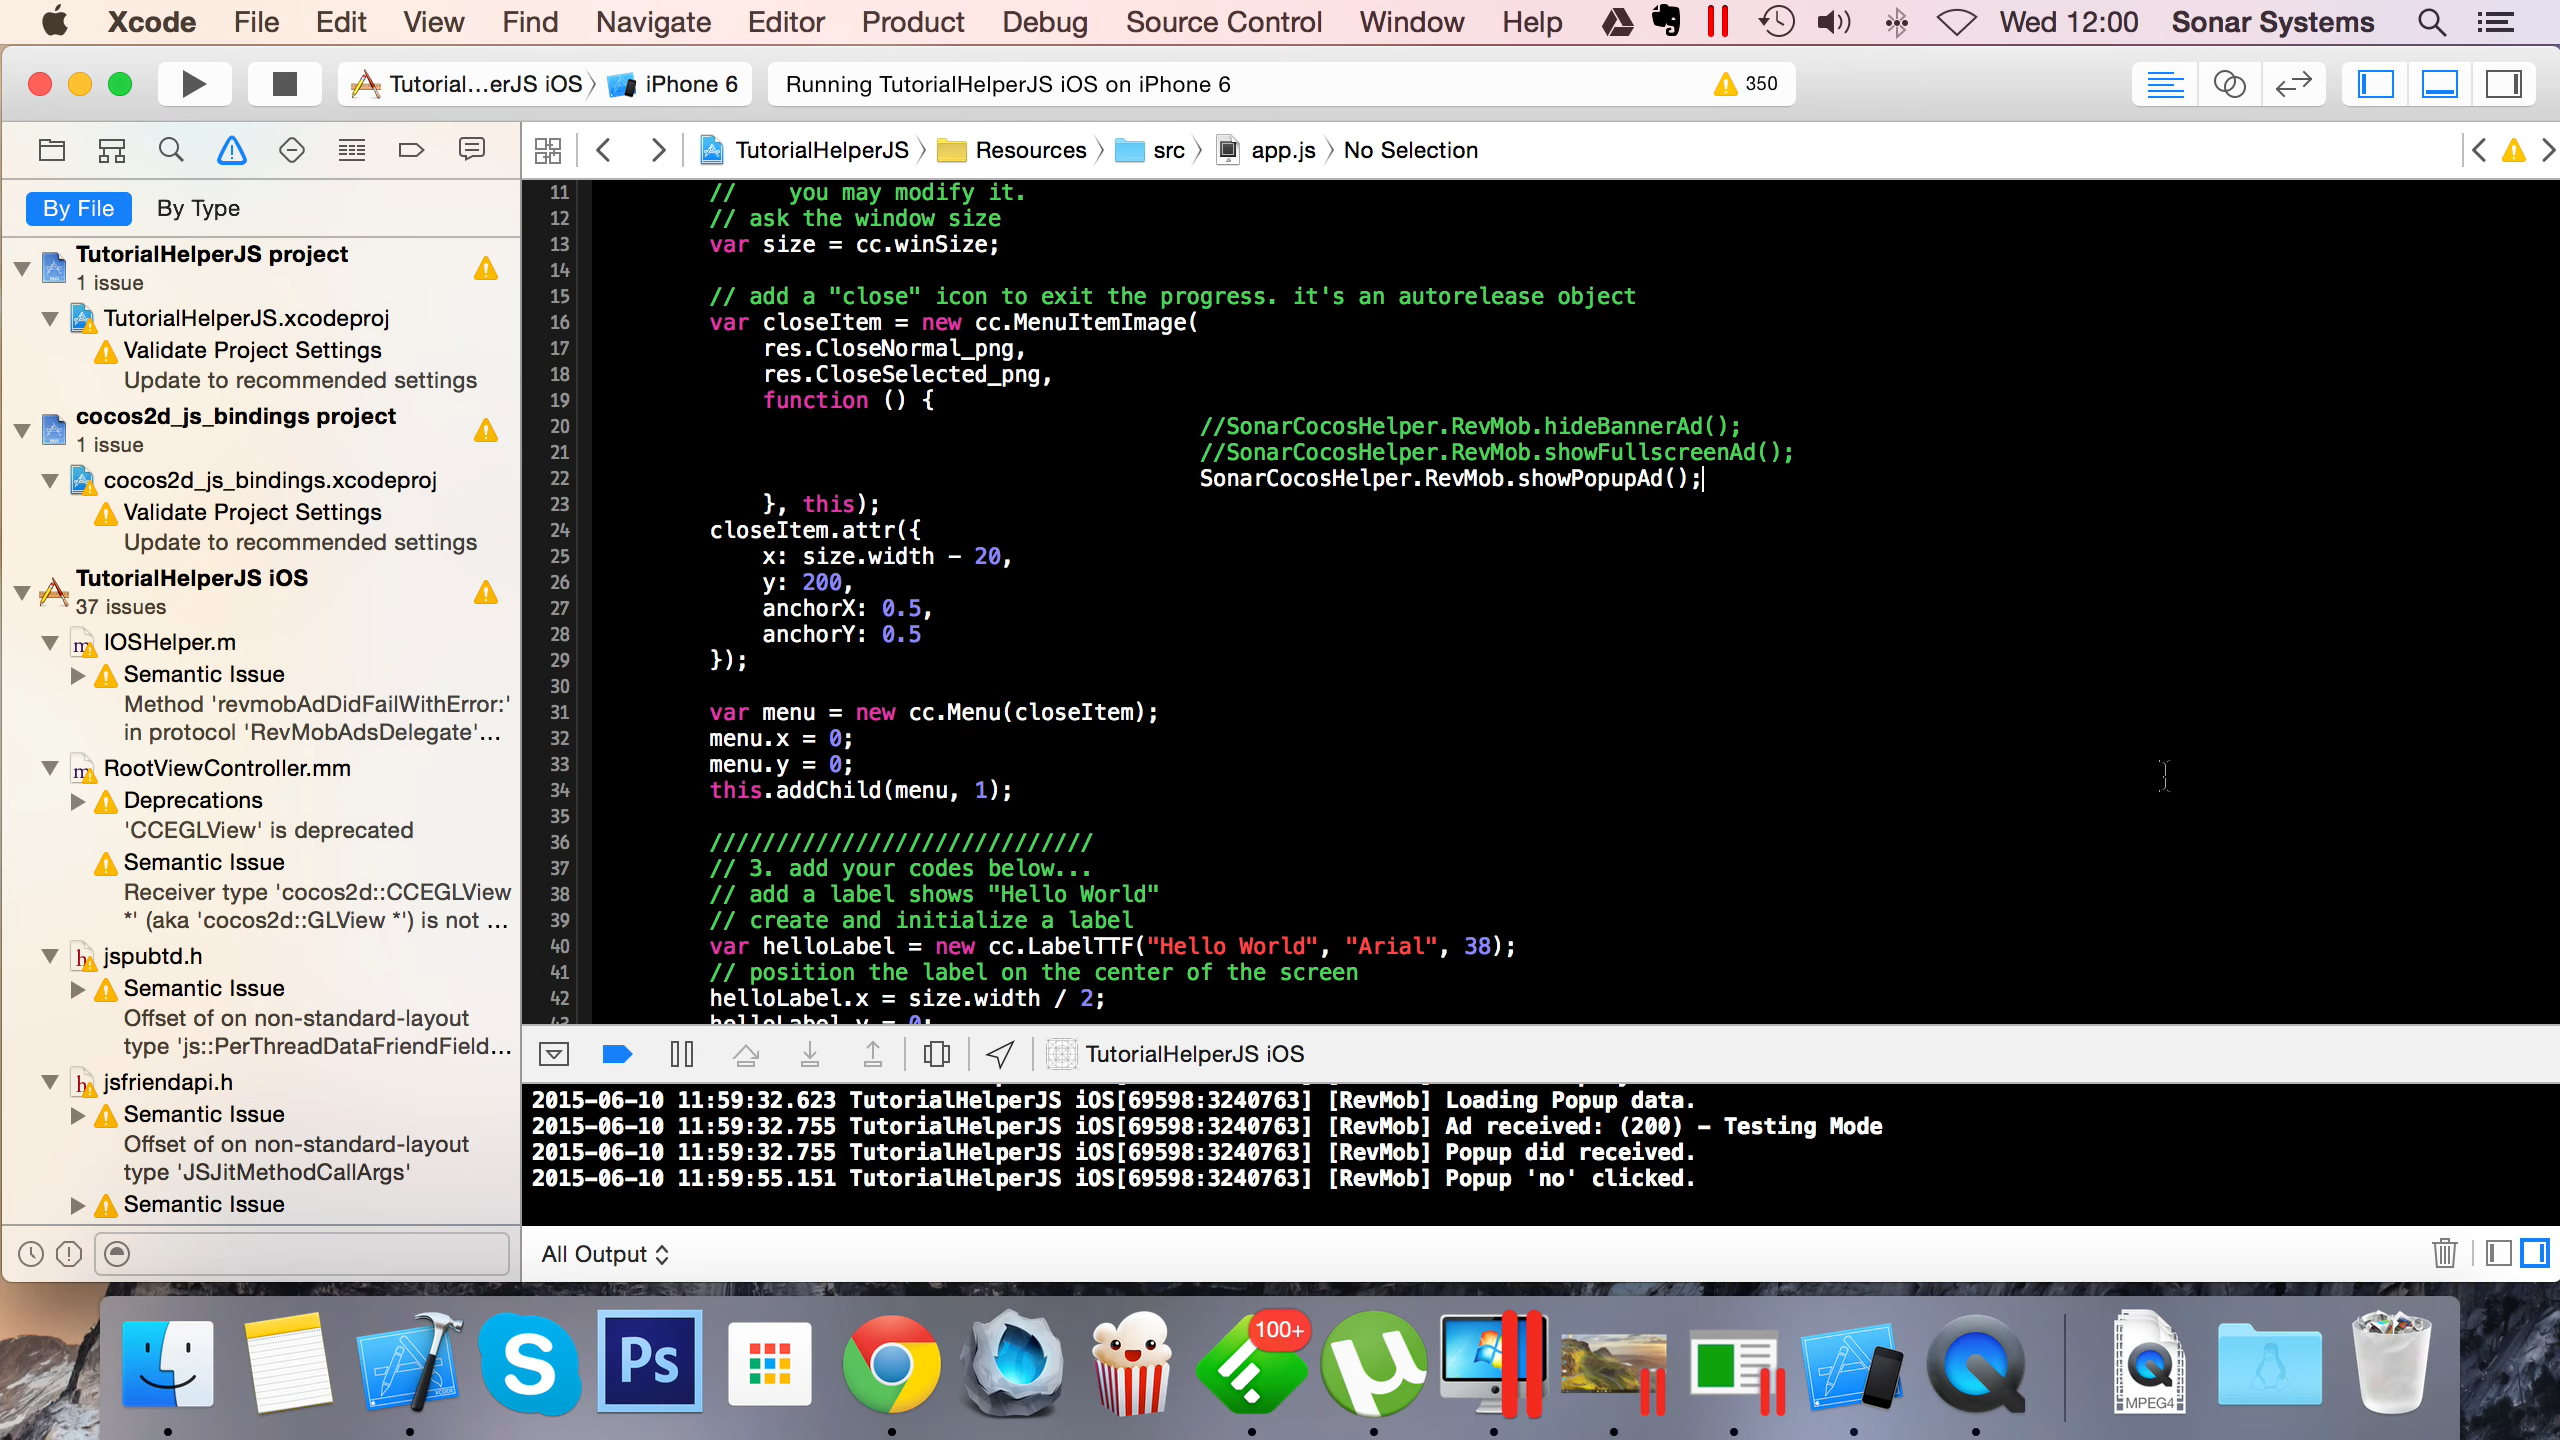 Xcode File Edit View Find Navigate Editor Product Debug Source Control Window Help Wed 12:00 Sonar Systems
Tutorial...erJS iOS iPhone 6 Running TutorialHelperJS iOS on iPhone 6 350
TutorialHelperJS Resources src app.js No Selection
By File By Type
TutorialHelperJS project
1 issue
TutorialHelperJS.xcodeproj
Validate Project Settings
Update to recommended settings
cocos2d_js_bindings project
1 issue
cocos2d_js_bindings.xcodeproj
Validate Project Settings
Update to recommended settings
TutorialHelperJS iOS
37 issues
IOSHelper.m
Semantic Issue
Method 'revmobAdDidFailWithError:'
in protocol 'RevMobAdsDelegate'...
RootViewController.mm
Deprecations
'CCEGLView' is deprecated
Semantic Issue
Receiver type 'cocos2d::CCEGLView
*' (aka 'cocos2d::GLView *') is not ...
jspubtd.h
Semantic Issue
Offset of on non-standard-layout
type 'js::PerThreadDataFriendField...
jsfriendapi.h
Semantic Issue
Offset of on non-standard-layout
type 'JSJitMethodCallArgs'
Semantic Issue
11 // you may modify it.
12 // ask the window size
13 var size = cc.winSize;
14
15 // add a "close" icon to exit the progress. it's an autorelease object
16 var closeItem = new cc.MenuItemImage(
17 res.CloseNormal_png,
18 res.CloseSelected_png,
19 function () {
20 //SonarCocosHelper.RevMob.hideBannerAd();
21 //SonarCocosHelper.RevMob.showFullscreenAd();
22 SonarCocosHelper.RevMob.showPopupAd();
23 }, this);
24 closeItem.attr({
25 x: size.width - 20,
26 y: 200,
27 anchorX: 0.5,
28 anchorY: 0.5
29 });
30
31 var menu = new cc.Menu(closeItem);
32 menu.x = 0;
33 menu.y = 0;
34 this.addChild(menu, 1);
35
36 /////////////////////////////
37 // 3. add your codes below...
38 // add a label shows "Hello World"
39 // create and initialize a label
40 var helloLabel = new cc.LabelTTF("Hello World", "Arial", 38);
41 // position the label on the center of the screen
42 helloLabel.x = size.width / 2;
43 helloLabel.y = 0;
TutorialHelperJS iOS
2015-06-10 11:59:32.623 TutorialHelperJS iOS[69598:3240763] [RevMob] Loading Popup data.
2015-06-10 11:59:32.755 TutorialHelperJS iOS[69598:3240763] [RevMob] Ad received: (200) - Testing Mode
2015-06-10 11:59:32.755 TutorialHelperJS iOS[69598:3240763] [RevMob] Popup did received.
2015-06-10 11:59:55.151 TutorialHelperJS iOS[69598:3240763] [RevMob] Popup 'no' clicked.
All Output
Ps
100+
MPEG4